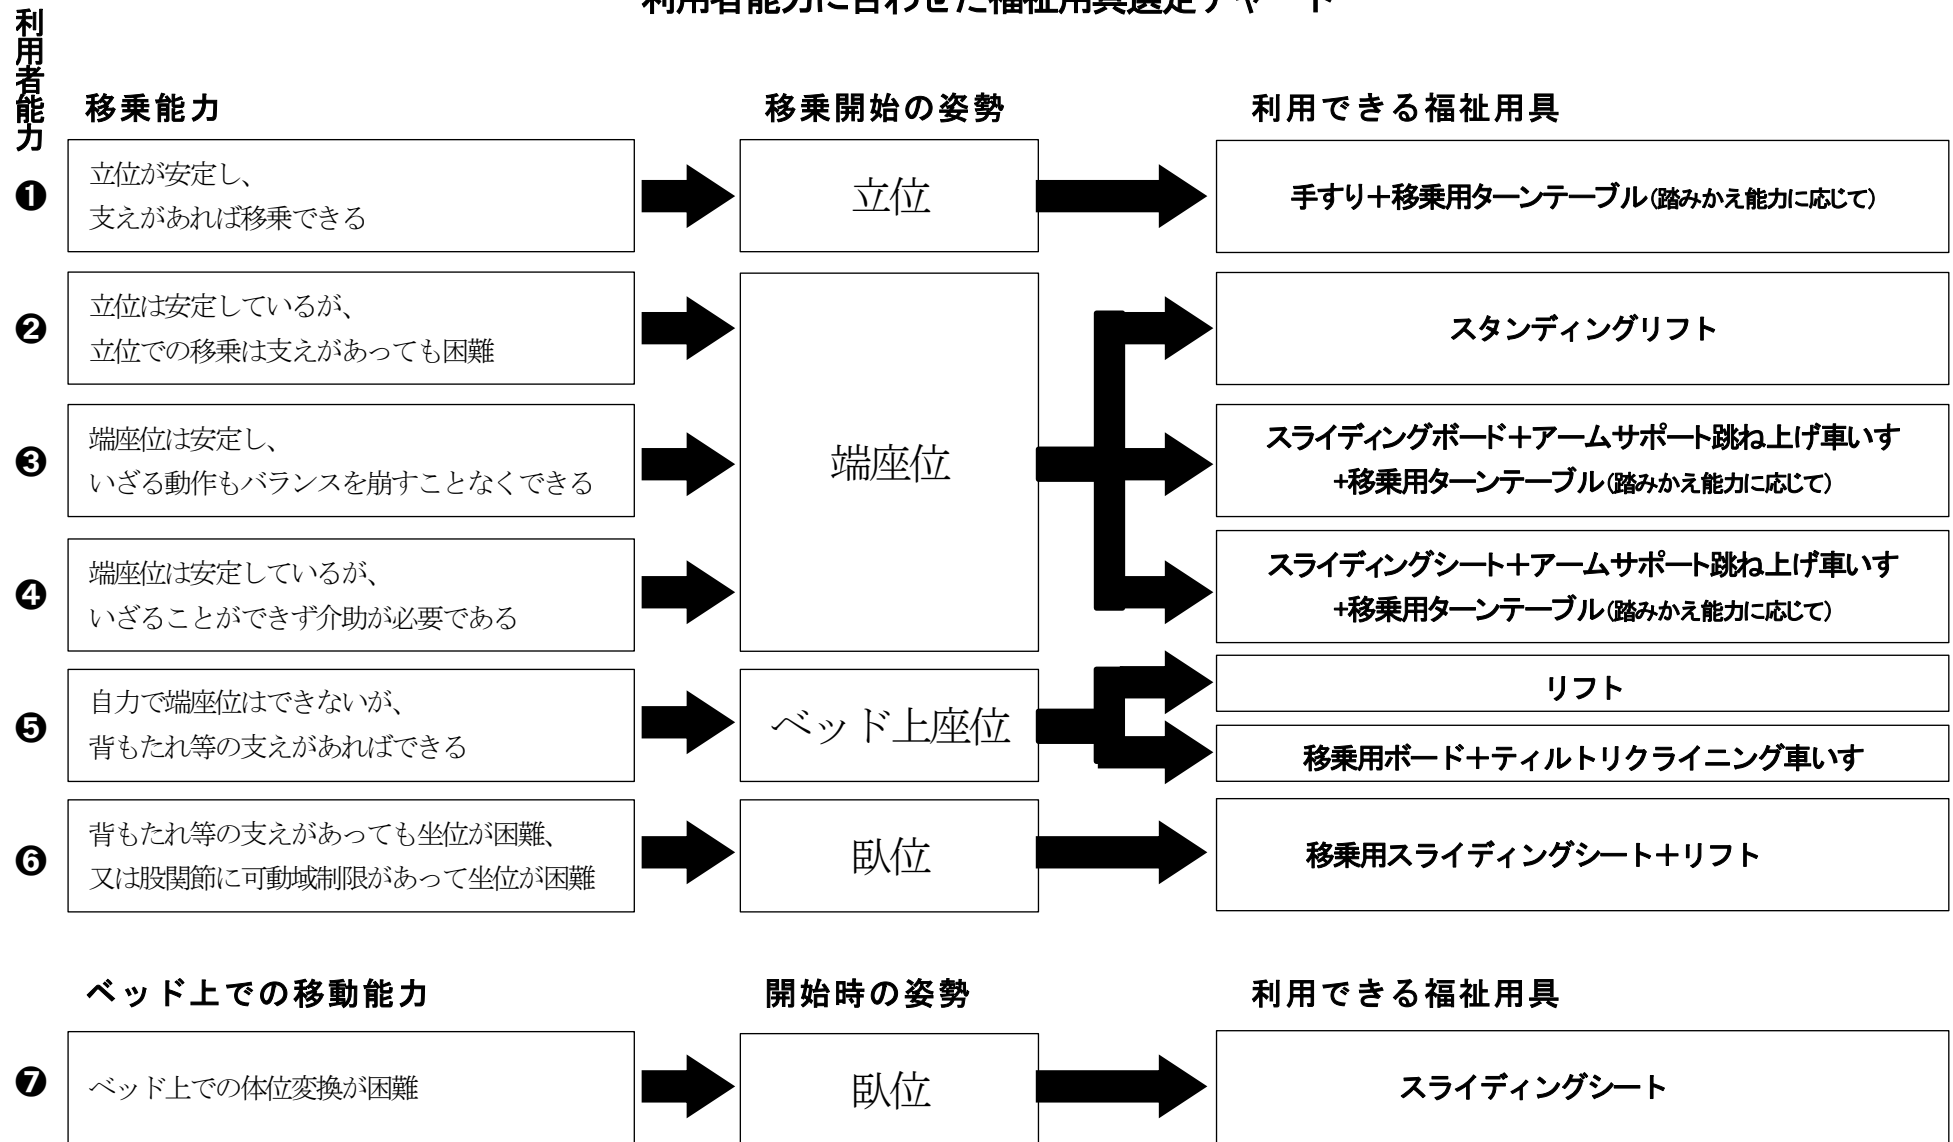 利用者能力に合わせた福祉用具選定チャート
利用者能力
移乗能力
移乗開始の姿勢
利用できる福祉用具
❶
立位が安定し、
支えがあれば移乗できる
立位
手すり＋移乗用ターンテーブル（踏みかえ能力に応じて）
❷
立位は安定しているが、
立位での移乗は支えがあっても困難
端座位
スタンディングリフト
❸
端座位は安定し、
いざる動作もバランスを崩すことなくできる
スライディングボード＋アームサポート跳ね上げ車いす
+移乗用ターンテーブル（踏みかえ能力に応じて）
❹
端座位は安定しているが、
いざることができず介助が必要である
スライディングシート＋アームサポート跳ね上げ車いす
+移乗用ターンテーブル（踏みかえ能力に応じて）
❺
自力で端座位はできないが、
背もたれ等の支えがあればできる
ベッド上座位
リフト
移乗用ボード＋ティルトリクライニング車いす
❻
背もたれ等の支えがあっても坐位が困難、
又は股関節に可動域制限があって坐位が困難
臥位
移乗用スライディングシート＋リフト
ベッド上での移動能力
開始時の姿勢
利用できる福祉用具
❼
ベッド上での体位変換が困難
臥位
スライディングシート